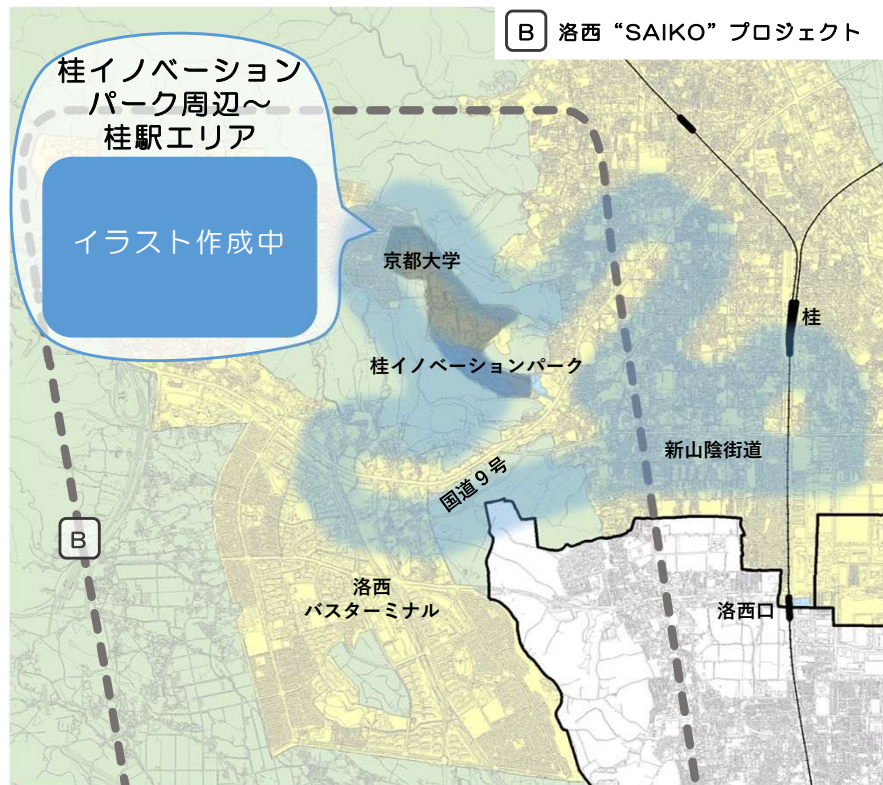 B 洛西“SAIKO”プロジェクト
桂イノベーション
パーク周辺～
桂駅エリア
イラスト作成中
京都大学
桂
桂イノベーションパーク
新山陰街道
国道９号
B
洛西
バスターミナル
洛西口